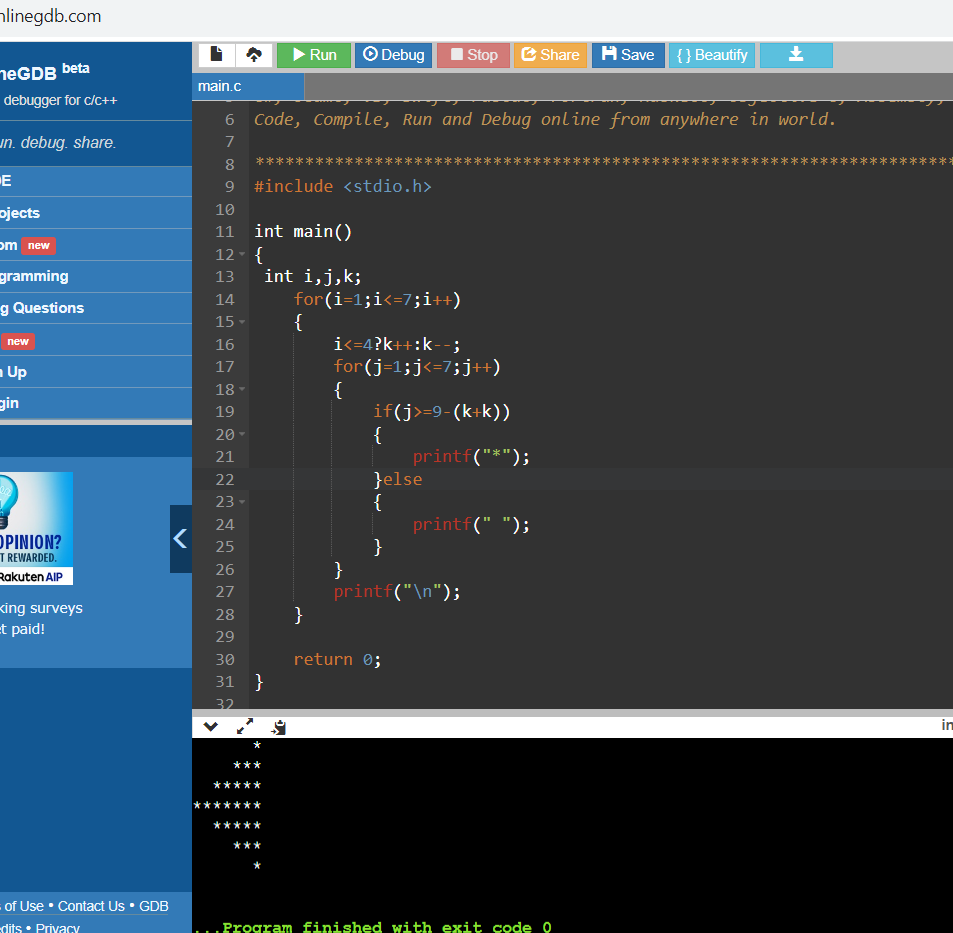 nlinegdb.com
neGDB beta
debugger for c/c++
un. debug. share.
DE
ojects
om new
gramming
g Questions
new
n Up
gin
OPINION?
T REWARDED.
Rakuten AIP
king surveys
et paid!
s of Use • Contact Us • GDB
edits • Privacy
Run Debug Stop Share Save { } Beautify
main.c
6 Code, Compile, Run and Debug online from anywhere in world.
7
8 *******************************************************************************
9 #include <stdio.h>
10
11 int main()
12 {
13 int i,j,k;
14 for(i=1;i<=7;i++)
15 {
16 i<=4?k++:k--;
17 for(j=1;j<=7;j++)
18 {
19 if(j>=9-(k+k))
20 {
21 printf("*");
22 }else
23 {
24 printf(" ");
25 }
26 }
27 printf("\n");
28 }
29
30 return 0;
31 }
32
in
      *
    ***
  *****
*******
  *****
    ***
      *
...Program finished with exit code 0